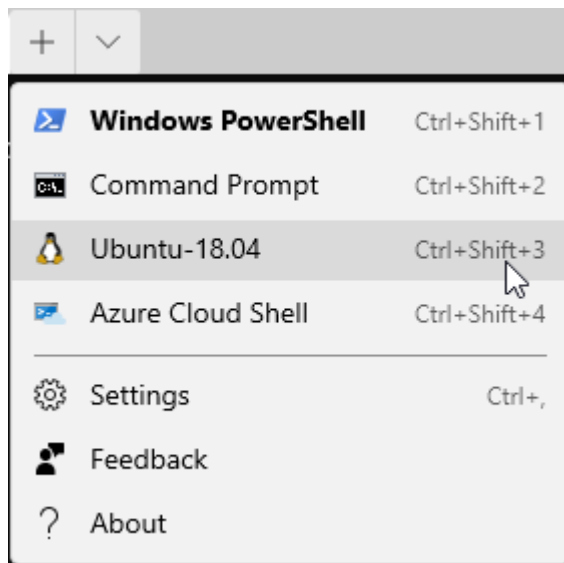 Windows PowerShell Ctrl+Shift+1
Command Prompt Ctrl+Shift+2
Ubuntu-18.04 Ctrl+Shift+3
Azure Cloud Shell Ctrl+Shift+4
Settings Ctrl+,
Feedback
About